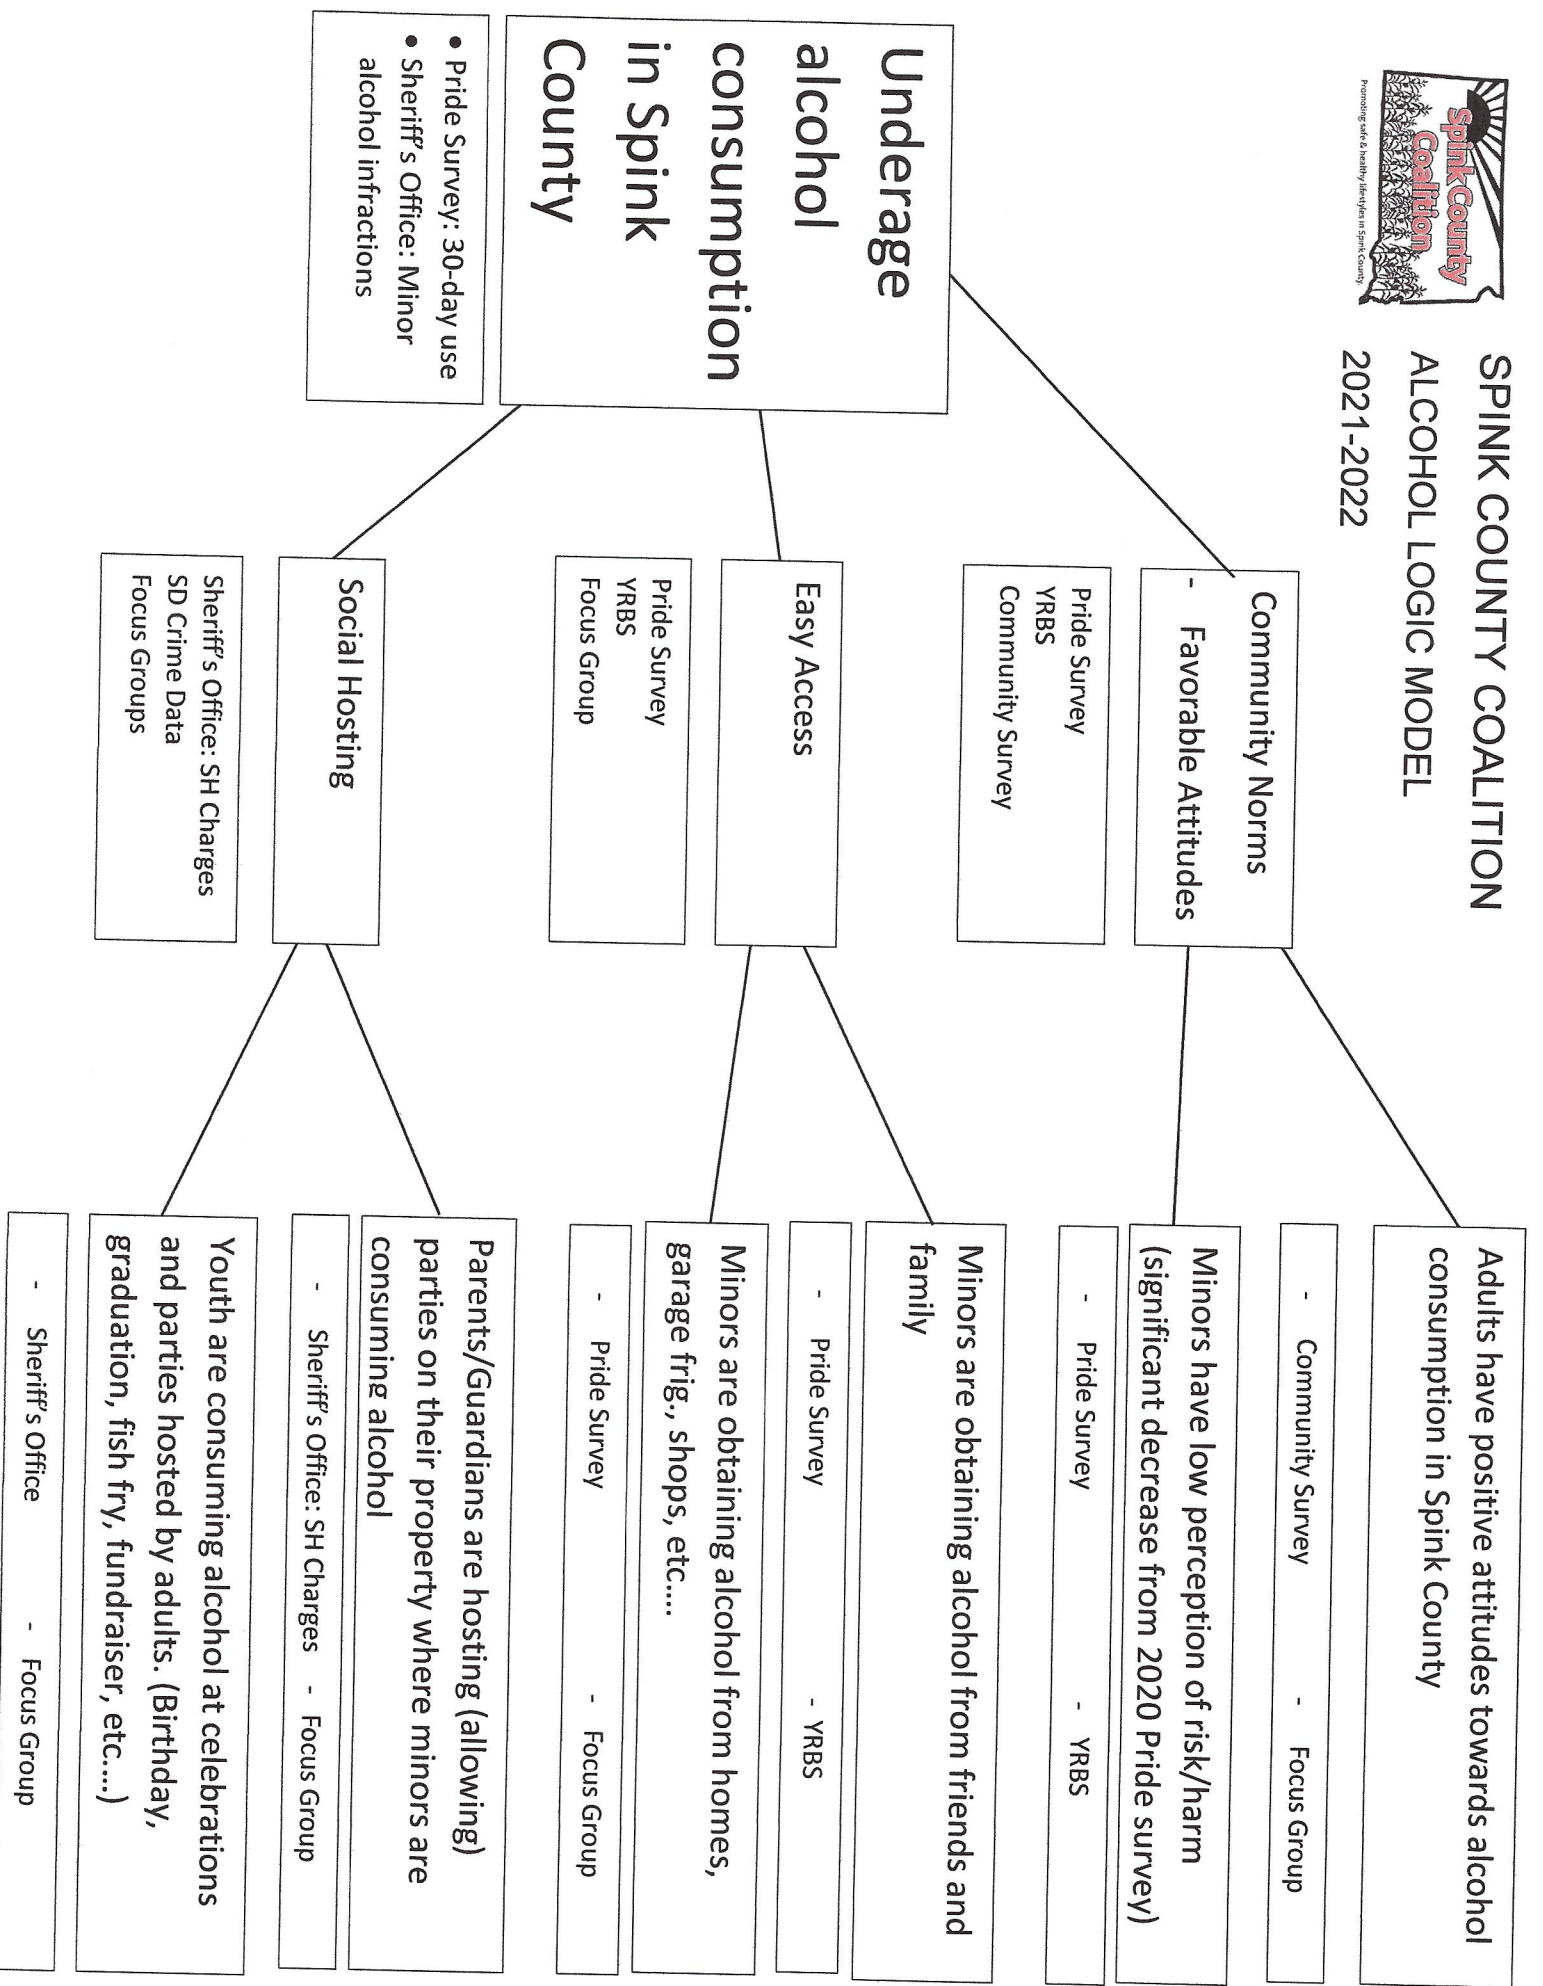 Spink County
Coalition
Promoting safe & healthy lifestyles in Spink County.
SPINK COUNTY COALITION
ALCOHOL LOGIC MODEL
2021-2022
Underage
alcohol
consumption
in Spink
County
• Pride Survey: 30-day use
• Sheriff's Office: Minor
alcohol infractions
Community Norms
- Favorable Attitudes
Pride Survey
YRBS
Community Survey
Easy Access
Pride Survey
YRBS
Focus Group
Social Hosting
Sheriff's Office: SH Charges
SD Crime Data
Focus Groups
Adults have positive attitudes towards alcohol
consumption in Spink County
- Community Survey - Focus Group
Minors have low perception of risk/harm
(significant decrease from 2020 Pride survey)
- Pride Survey - YRBS
Minors are obtaining alcohol from friends and
family
- Pride Survey - YRBS
Minors are obtaining alcohol from homes,
garage frig., shops, etc....
- Pride Survey - Focus Group
Parents/Guardians are hosting (allowing)
parties on their property where minors are
consuming alcohol
- Sheriff's Office: SH Charges - Focus Group
Youth are consuming alcohol at celebrations
and parties hosted by adults. (Birthday,
graduation, fish fry, fundraiser, etc....)
- Sheriff's Office - Focus Group